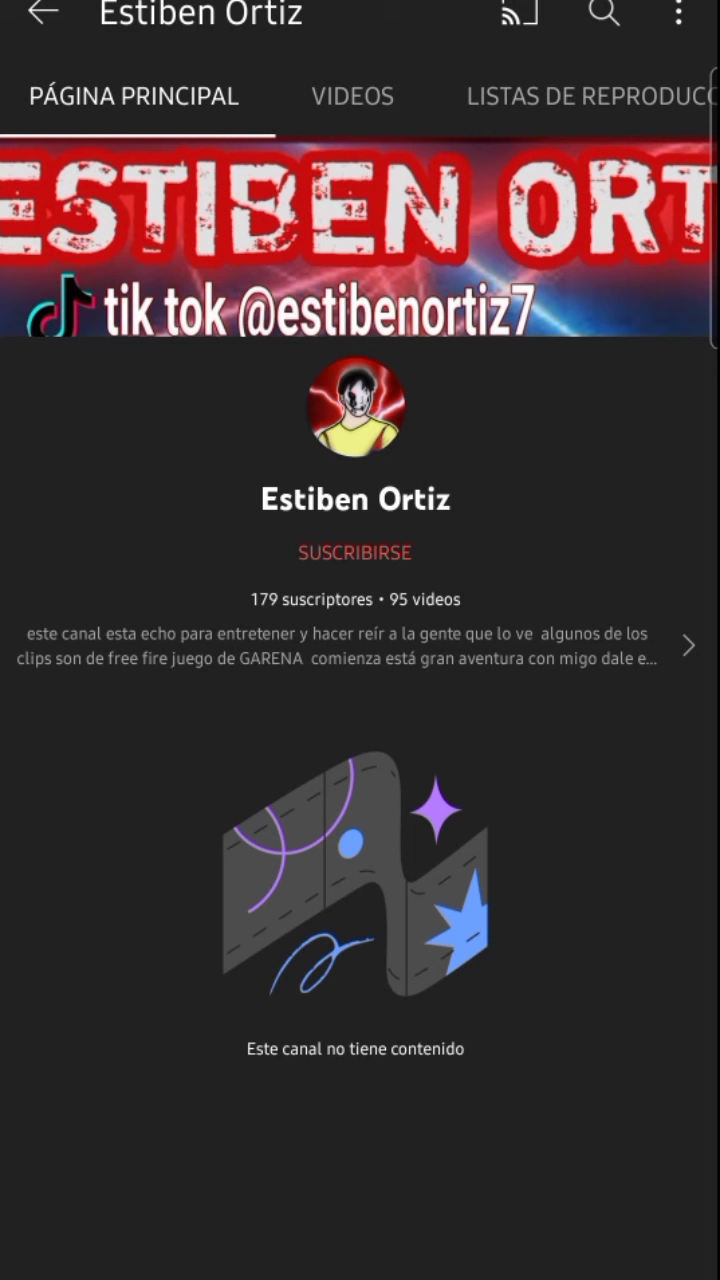 Estiben Ortiz
PÁGINA PRINCIPAL VIDEOS LISTAS DE REPRODUCC
ESTIBEN ORT
tik tok @estibenortiz7
Estiben Ortiz
SUSCRIBIRSE
179 suscriptores • 95 videos
este canal esta echo para entretener y hacer reír a la gente que lo ve algunos de los
clips son de free fire juego de GARENA comienza está gran aventura con migo dale e...
Este canal no tiene contenido